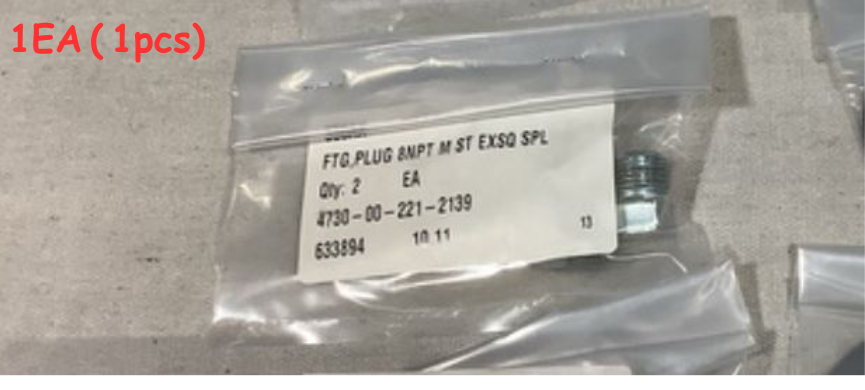 1EA ( 1pcs)
FTG,PLUG 8NPT M ST EXSQ SPL
Qty: 2 EA
4730-00-221-2139
633894 10 11 13